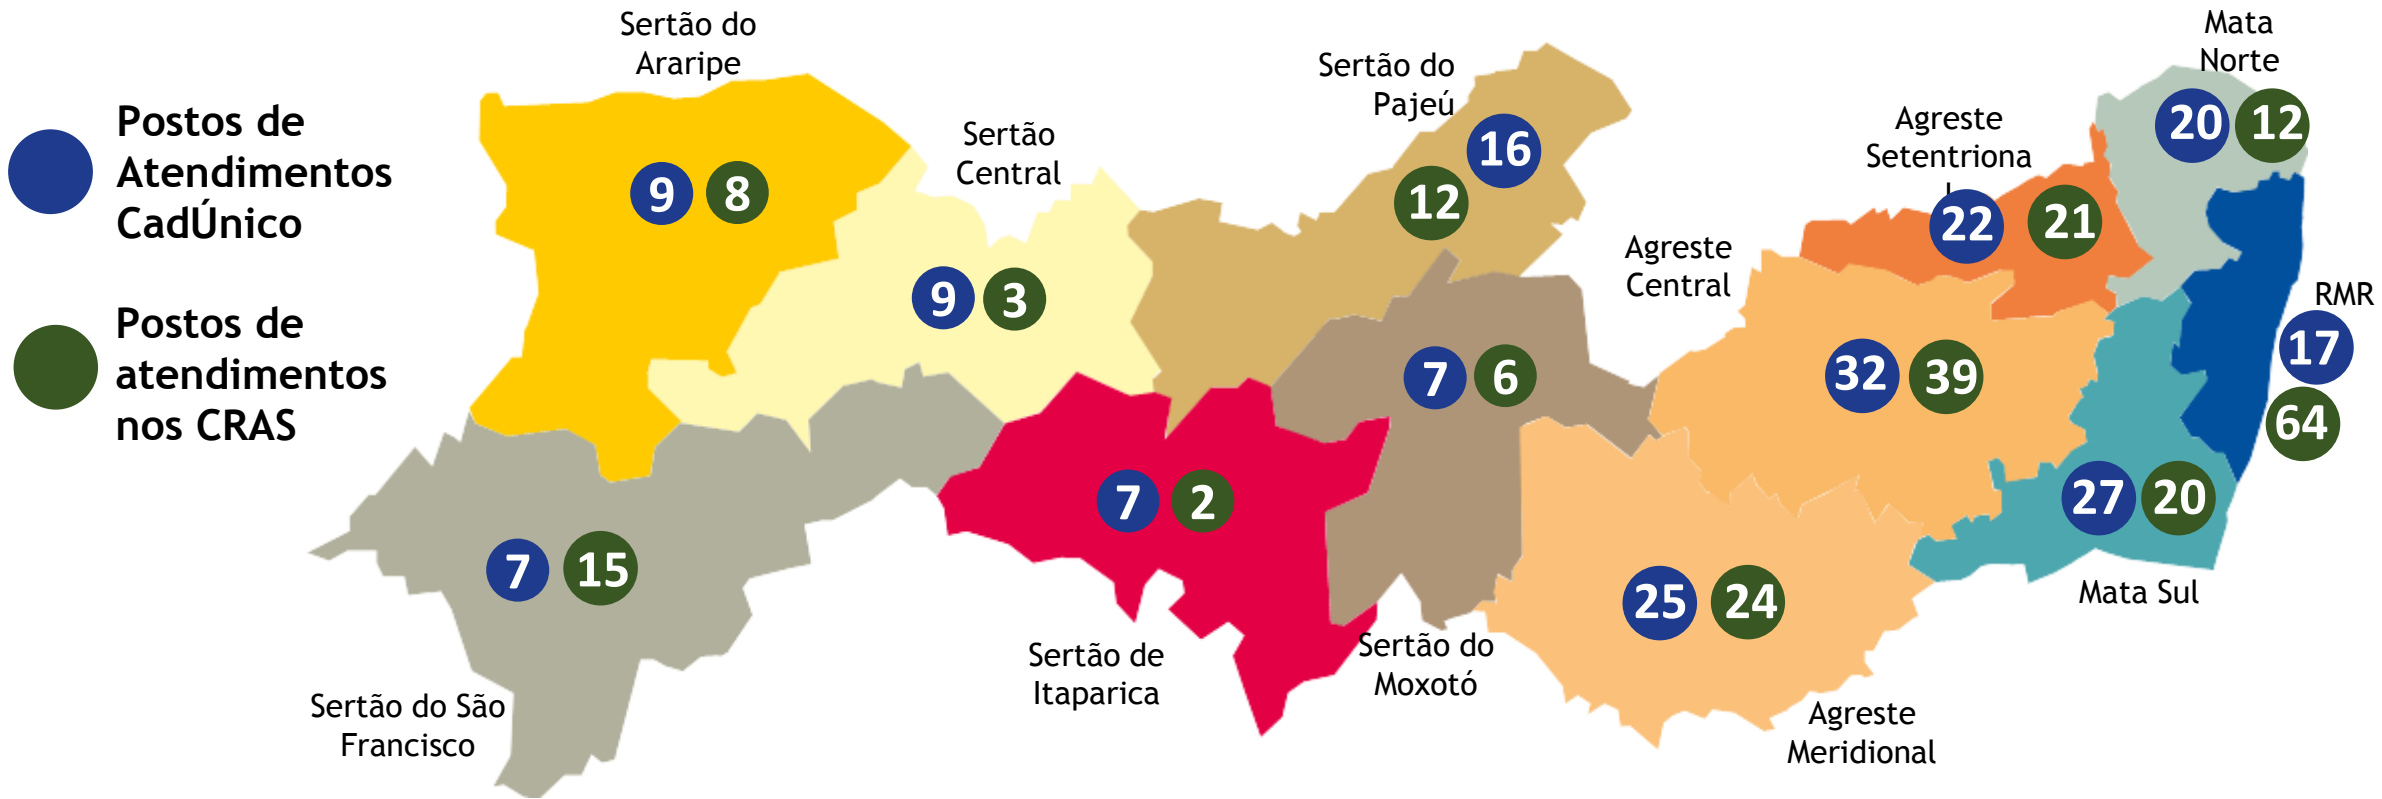 Postos de
Atendimentos
CadÚnico
Postos de
atendimentos
nos CRAS
Sertão do
Araripe
9 8
Sertão
Central
9 3
Sertão do
Pajeú
16
12
Agreste
Setentriona
l
22 21
Mata
Norte
20 12
Agreste
Central
32 39
RMR
17
64
7 6
Sertão do
Moxotó
7 2
Sertão de
Itaparica
7 15
Sertão do São
Francisco
25 24
Agreste
Meridional
27 20
Mata Sul